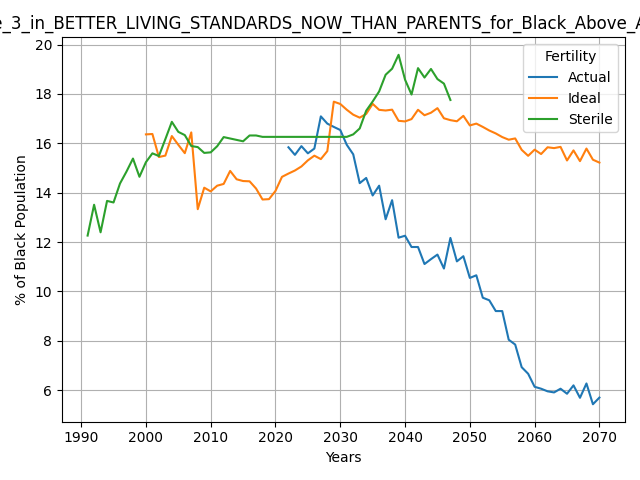 _3_in_BETTER_LIVING_STANDARDS_NOW_THAN_PARENTS_for_Black_Above_A
Fertility
Actual
Ideal
Sterile
% of Black Population
20
18
16
14
12
10
8
6
1990
2000
2010
2020
2030
2040
2050
2060
2070
Years